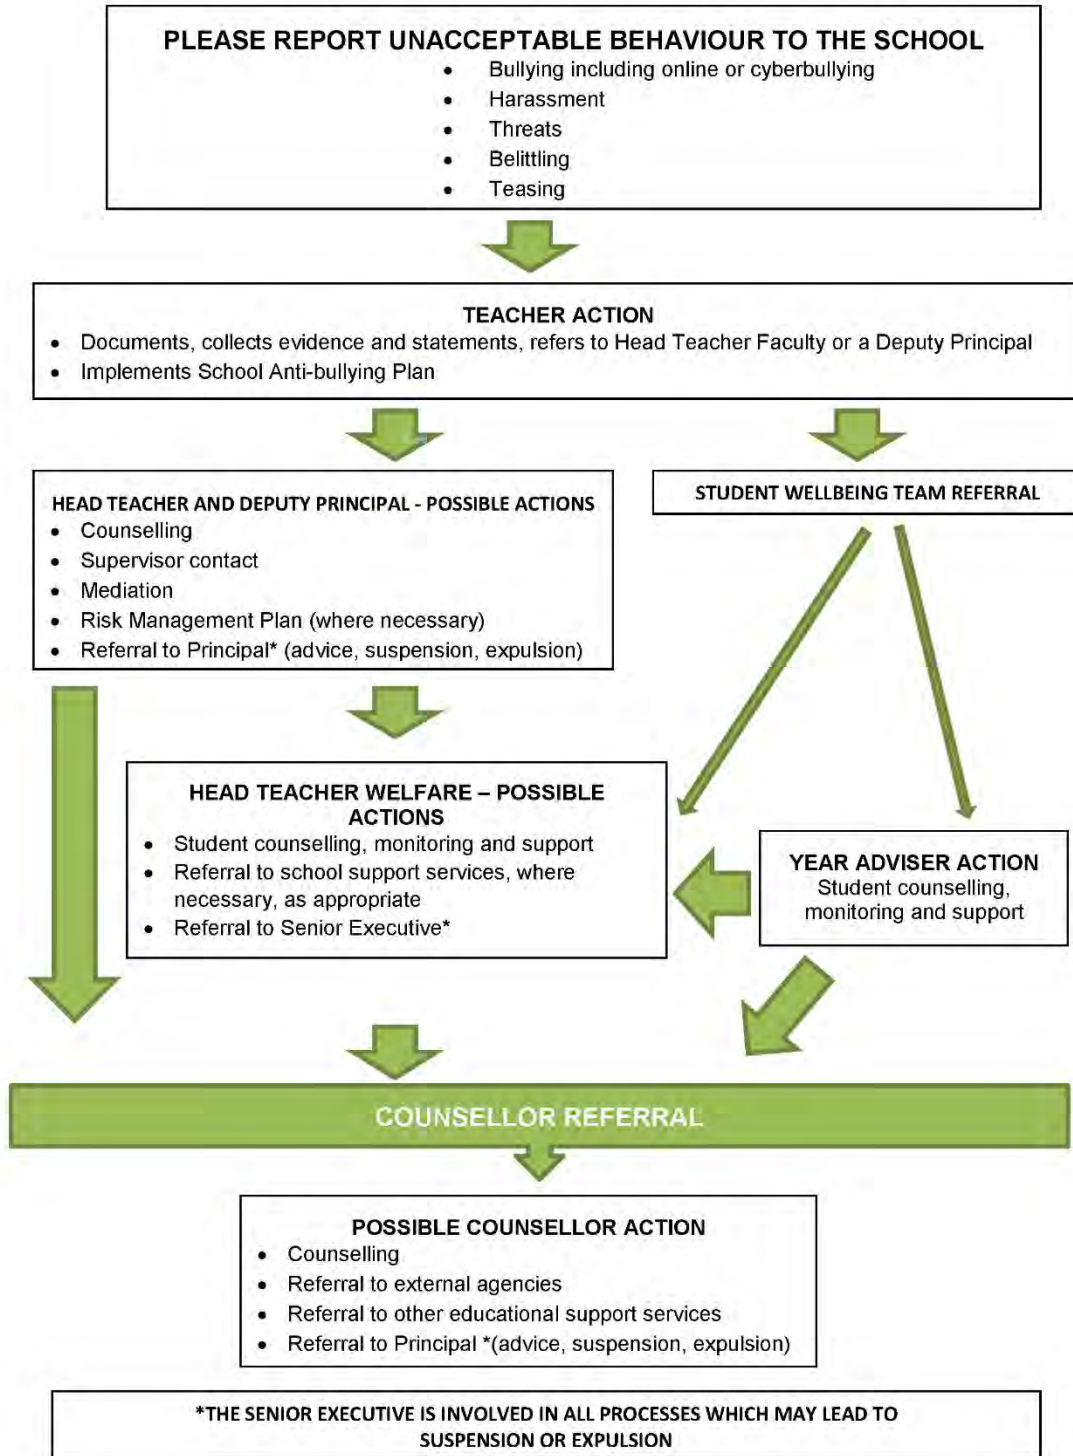 PLEASE REPORT UNACCEPTABLE BEHAVIOUR TO THE SCHOOL
• Bullying including online or cyberbullying
• Harassment
• Threats
• Belittling
• Teasing
TEACHER ACTION
• Documents, collects evidence and statements, refers to Head Teacher Faculty or a Deputy Principal
• Implements School Anti-bullying Plan
HEAD TEACHER AND DEPUTY PRINCIPAL - POSSIBLE ACTIONS
• Counselling
• Supervisor contact
• Mediation
• Risk Management Plan (where necessary)
• Referral to Principal* (advice, suspension, expulsion)
STUDENT WELLBEING TEAM REFERRAL
HEAD TEACHER WELFARE – POSSIBLE
ACTIONS
• Student counselling, monitoring and support
• Referral to school support services, where
necessary, as appropriate
• Referral to Senior Executive*
YEAR ADVISER ACTION
Student counselling,
monitoring and support
COUNSELLOR REFERRAL
POSSIBLE COUNSELLOR ACTION
• Counselling
• Referral to external agencies
• Referral to other educational support services
• Referral to Principal *(advice, suspension, expulsion)
*THE SENIOR EXECUTIVE IS INVOLVED IN ALL PROCESSES WHICH MAY LEAD TO
SUSPENSION OR EXPULSION